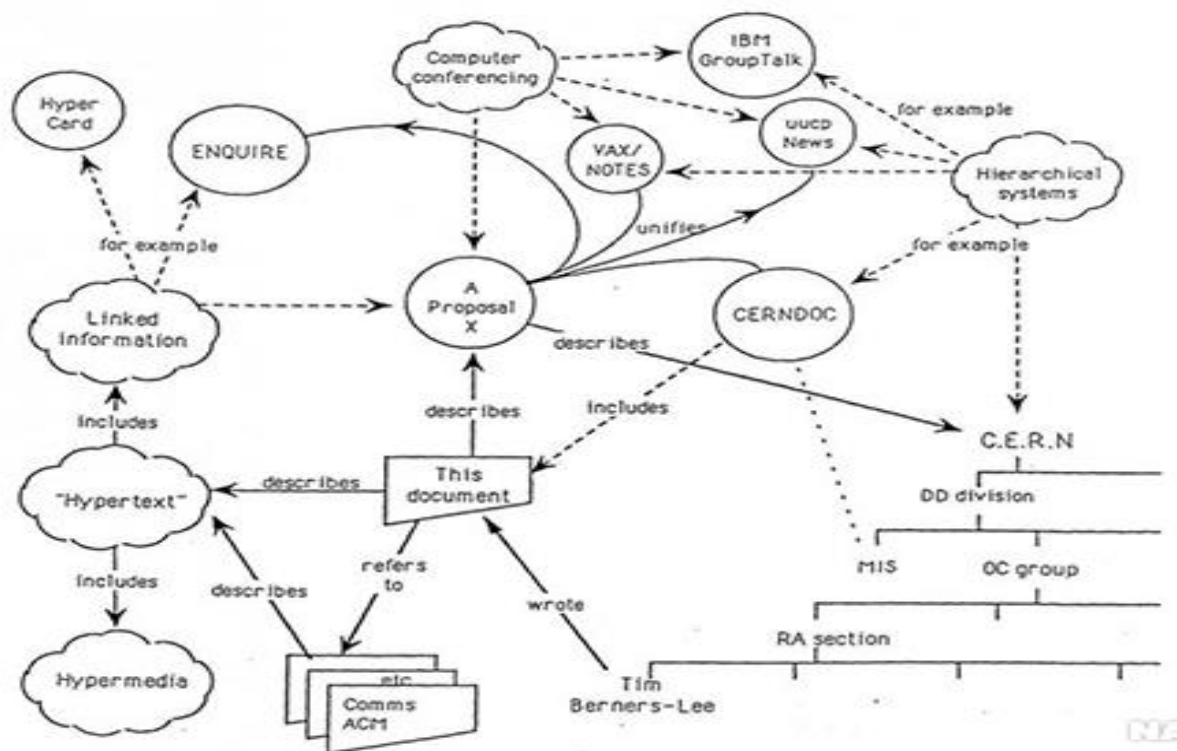 IBM
GroupTalk
Computer
conferencing
Hyper
Card
for example
uucp
News
ENQUIRE
VAX/
NOTES
Hierarchical
systems
unifies
for example
for example
A
Proposal
X
CERNDOC
Linked
information
describes
includes
describes
includes
C.E.R.N
This
document
"Hypertext"
describes
DD division
refers
to
MIS
OC group
includes
describes
wrote
RA section
Hypermedia
etc
Tim
Berners-Lee
Comms
ACM